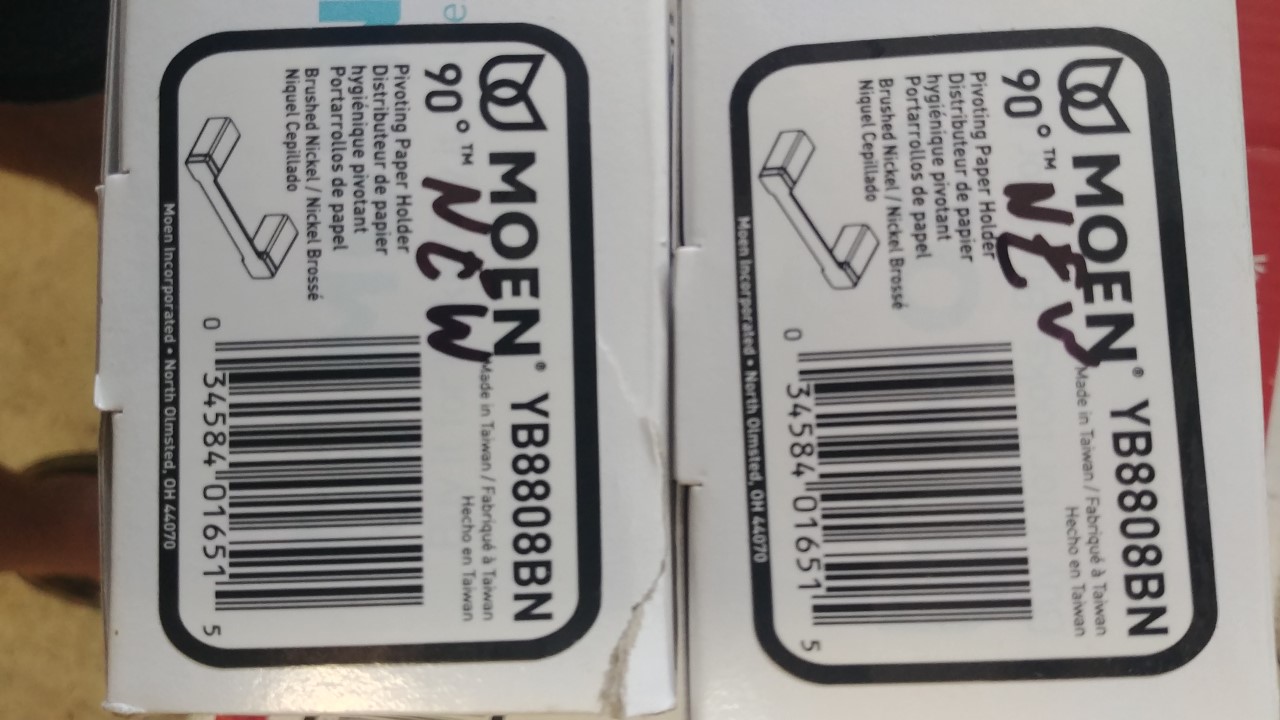 MOEN® YB8808BN
Made in Taiwan / Fabriqué à Taiwan
Hecho en Taiwan
90°™
NEW
Pivoting Paper Holder
Distributeur de papier
hygiénique pivotant
Portarrollos de papel
Brushed Nickel / Nickel Brossé
Niquel Cepillado
0 34584 01651 5
Moen Incorporated • North Olmsted, OH 44070
MOEN® YB8808BN
Made in Taiwan / Fabriqué à Taiwan
Hecho en Taiwan
90°™
NEW
Pivoting Paper Holder
Distributeur de papier
hygiénique pivotant
Portarrollos de papel
Brushed Nickel / Nickel Brossé
Niquel Cepillado
0 34584 01651 5
Moen Incorporated • North Olmsted, OH 44070